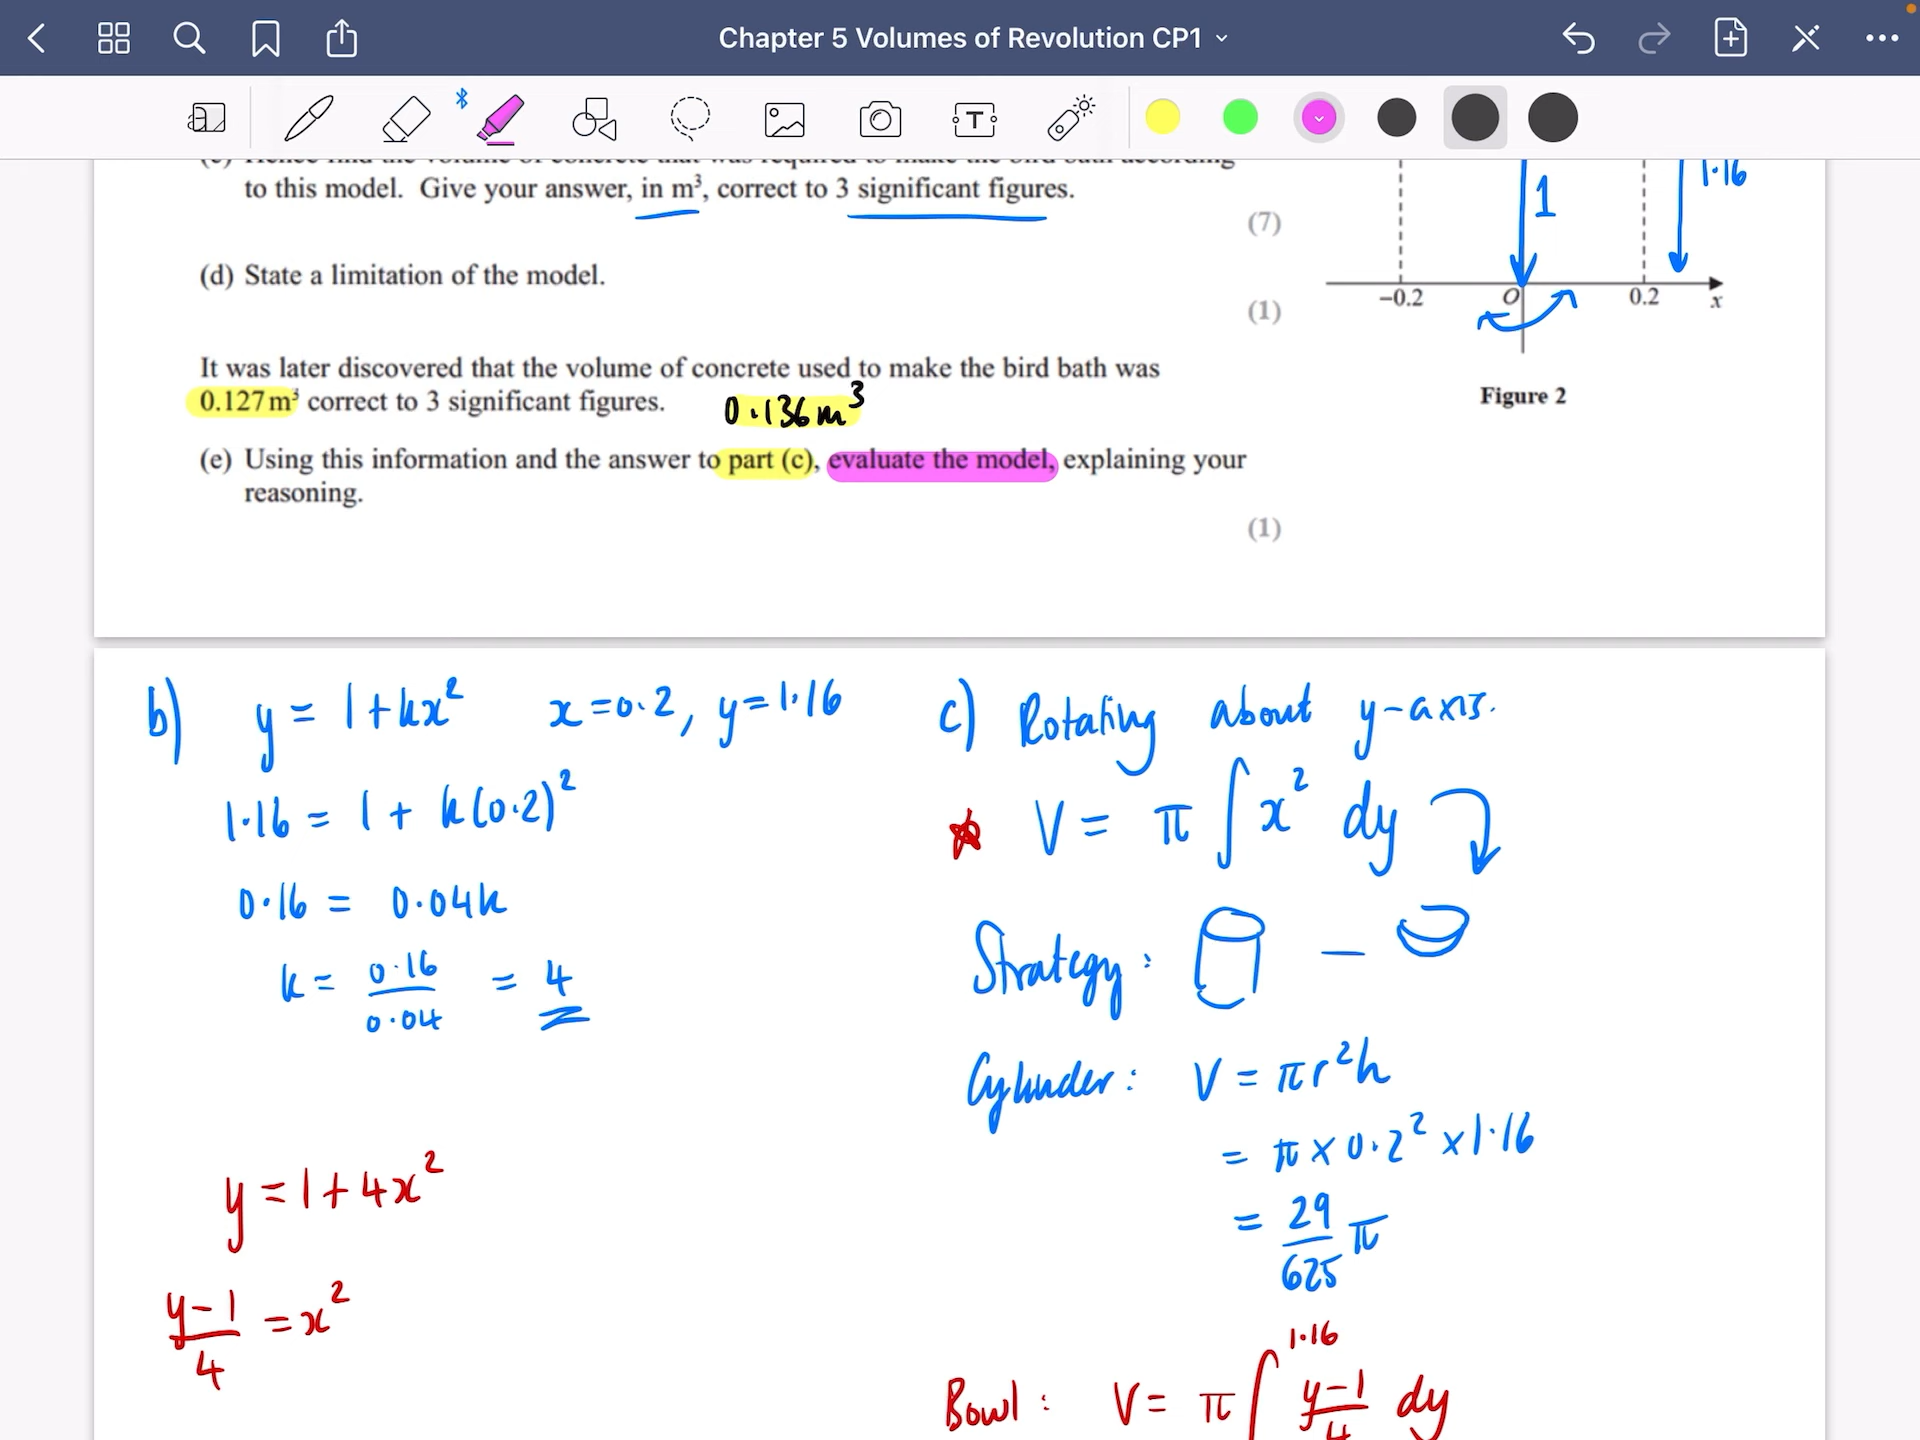 Chapter 5 Volumes of Revolution CP1
to this model. Give your answer, in m³, correct to 3 significant figures.
(7)
(d) State a limitation of the model.
(1)
It was later discovered that the volume of concrete used to make the bird bath was
0.127 m³ correct to 3 significant figures.
0.136 m³
(e) Using this information and the answer to part (c), evaluate the model, explaining your
reasoning.
(1)
1
1.16
-0.2
O
0.2
x
Figure 2
b) y = 1 + kx² x = 0.2, y = 1.16
1.16 = 1 + k(0.2)²
0.16 = 0.04k
k = 0.16/0.04 = 4
y = 1 + 4x²
(y-1)/4 = x²
c) Rotating about y-axis.
V = π ∫ x² dy
Strategy: -
Cylinder: V = πr²h
= π × 0.2² × 1.16
= 29/625 π
1.16
Bowl: V = π ∫ (y-1)/4 dy